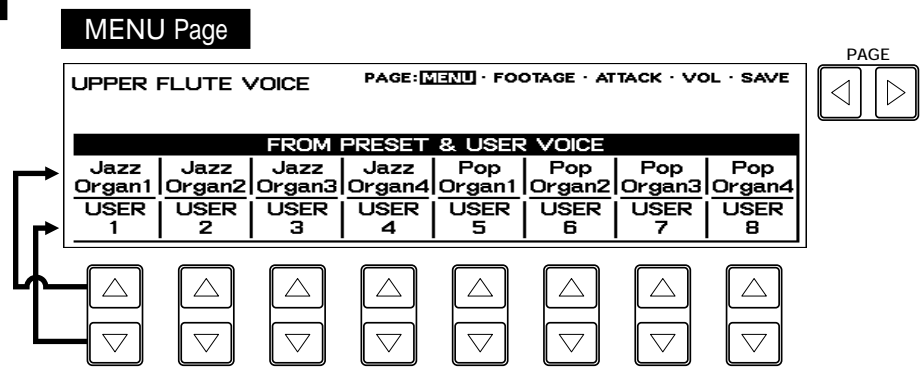 MENU Page
PAGE
UPPER FLUTE VOICE PAGE: MENU · FOOTAGE · ATTACK · VOL · SAVE
FROM PRESET & USER VOICE
Jazz Jazz Jazz Jazz Pop Pop Pop Pop
Organ1 Organ2 Organ3 Organ4 Organ1 Organ2 Organ3 Organ4
USER USER USER USER USER USER USER USER
1 2 3 4 5 6 7 8